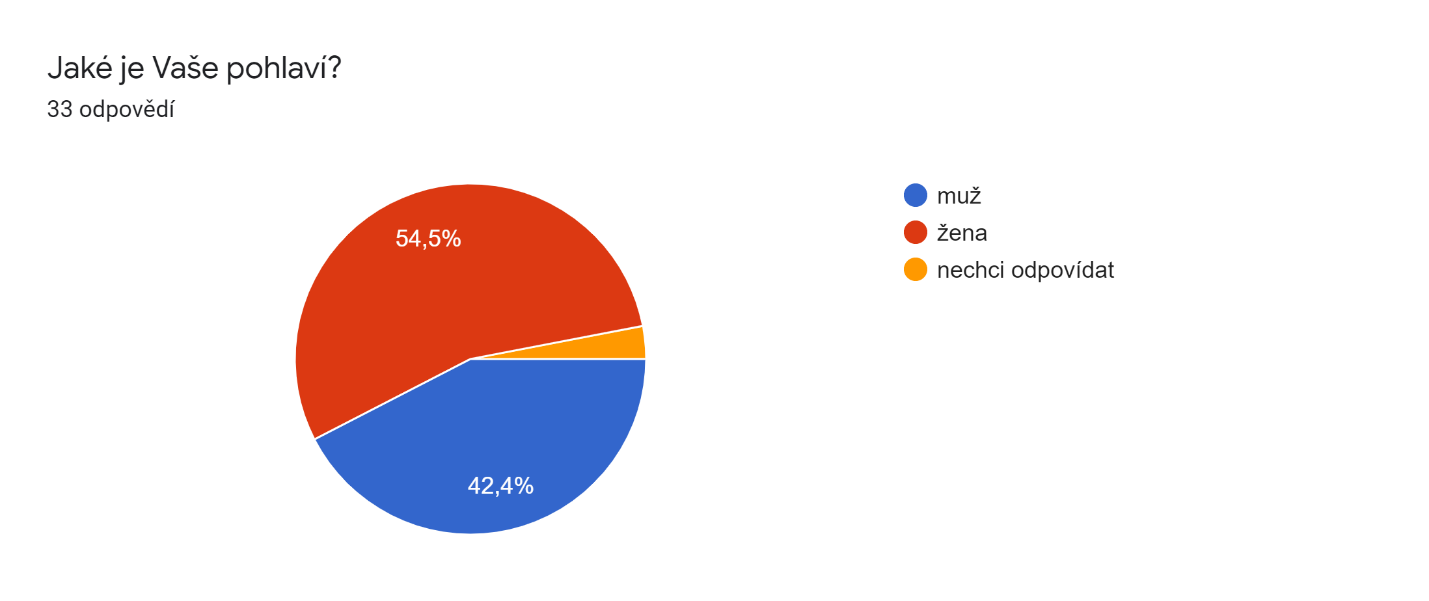 Jaké je Vaše pohlaví?
33 odpovědí
54,5%
42,4%
muž
žena
nechci odpovídat